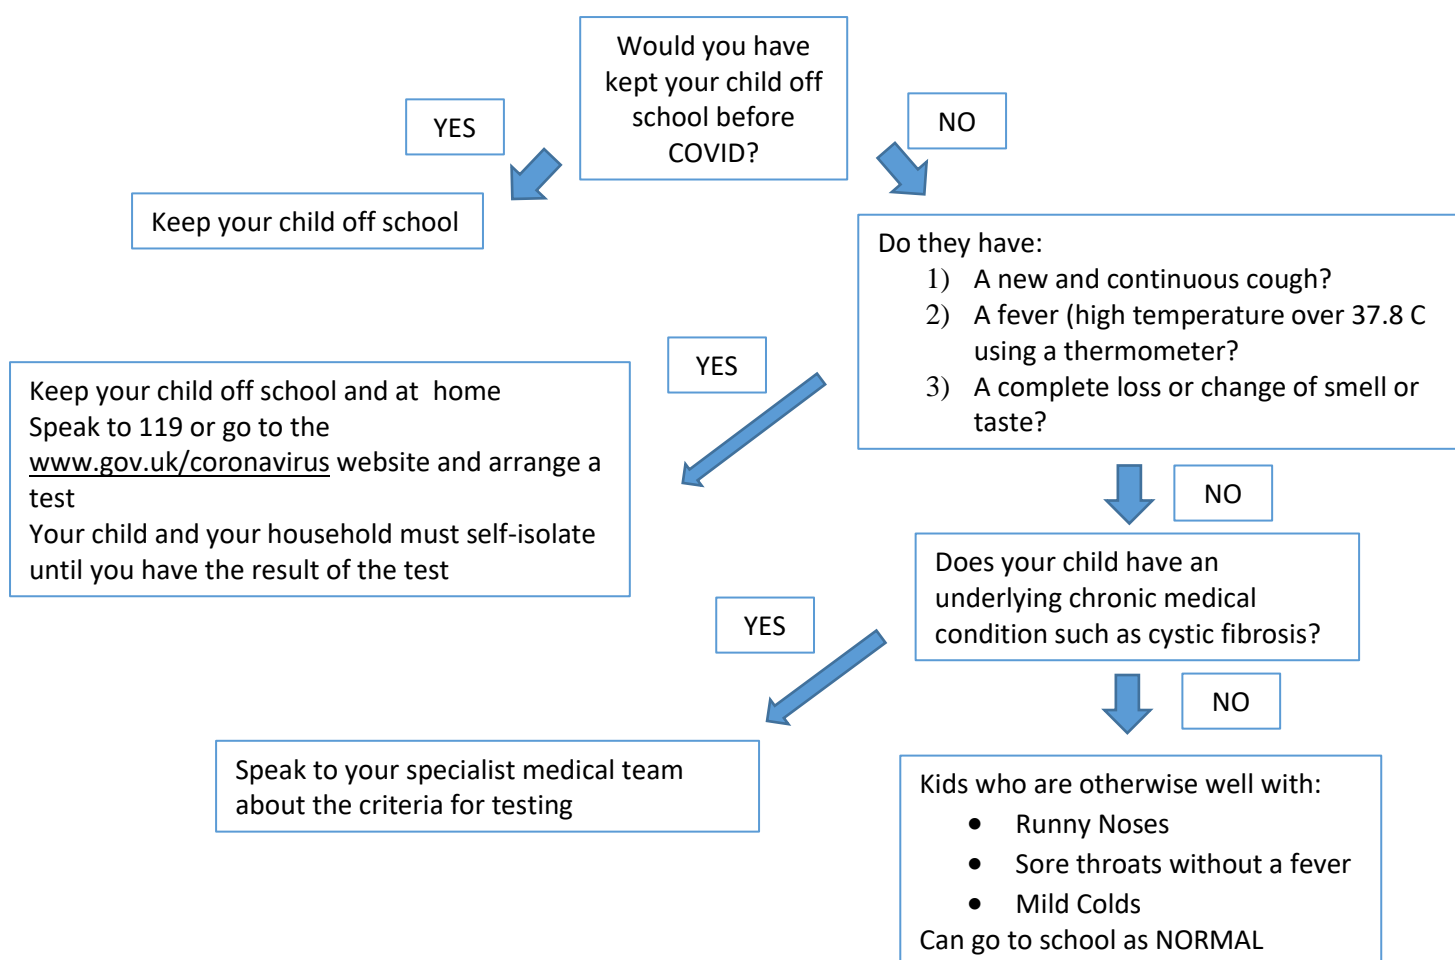 Would you have
kept your child off
school before
COVID?
YES
NO
Keep your child off school
Do they have:
1) A new and continuous cough?
2) A fever (high temperature over 37.8 C
using a thermometer?
3) A complete loss or change of smell or
taste?
YES
Keep your child off school and at home
Speak to 119 or go to the
www.gov.uk/coronavirus website and arrange a
test
Your child and your household must self-isolate
until you have the result of the test
NO
Does your child have an
underlying chronic medical
condition such as cystic fibrosis?
YES
Speak to your specialist medical team
about the criteria for testing
NO
Kids who are otherwise well with:
• Runny Noses
• Sore throats without a fever
• Mild Colds
Can go to school as NORMAL